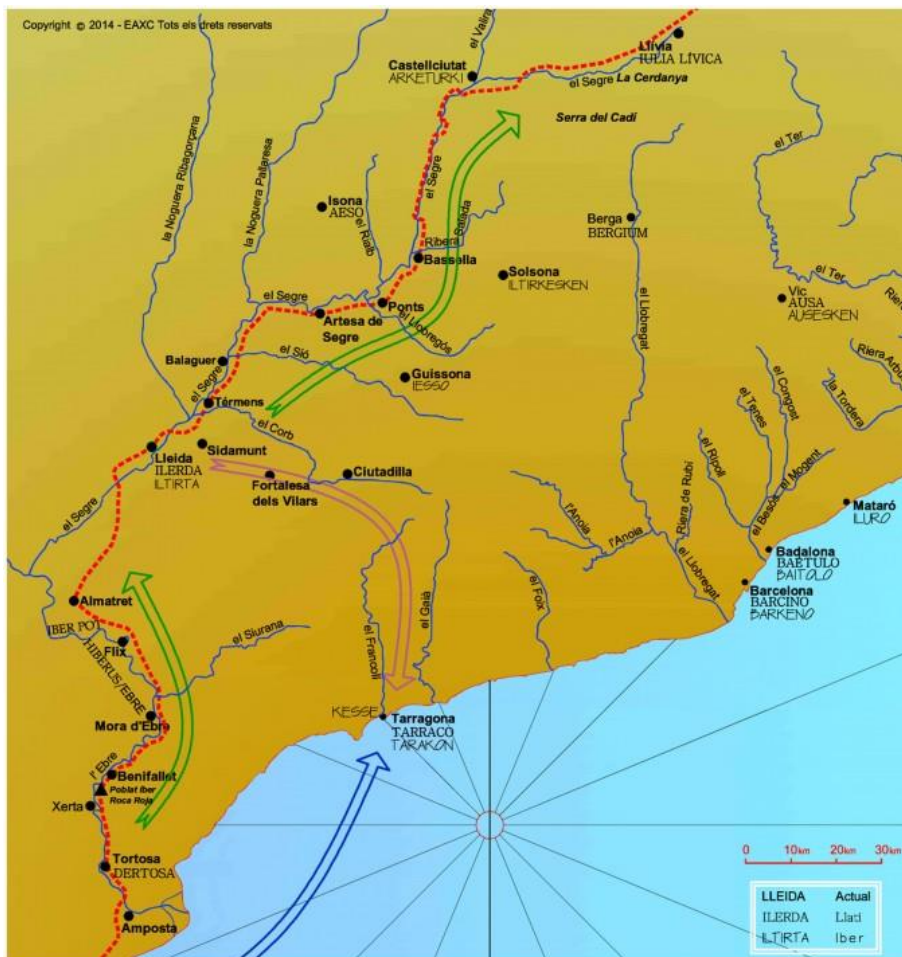 Copyright © 2014 - EAXC Tots els drets reservats
el Valira
Llívia
IULIA LÍVICA
Castellciutat
ARKETURKI
el Segre
La Cerdanya
Serra del Cadí
el Ter
la Noguera Ribagorçana
la Noguera Pallaresa
el Segre
Isona
AESO
el Rialb
Berga
BERGIUM
Ribera Salada
Bassella
Solsona
ILTIRKESKEN
el Ter
Vic
AUSA
AUSESKEN
el Segre
Ponts
Artesa de
Segre
el Llobregós
el Llobregat
Balaguer
el Sió
el Segre
Guissona
IESSO
Riera Arbú
la Tordera
el Congost
el Tenes
Térmens
el Corb
el Ripoll
el Mogent
el Besòs
Lleida
ILERDA
ILTIRTA
Sidamunt
Fortalesa
dels Vilars
Ciutadilla
el Segre
l'Anoia
l'Anoia
Riera de Rubí
el Llobregat
Mataró
ILURO
Badalona
BAÉTULO
BAITOLO
Barcelona
BARCINO
BARKENO
Almatret
IBER POT
Flix
HIBERUS/EBRE
el Siurana
el Francolí
el Gaià
el Foix
Mora d'Ebre
KESSE
Tarragona
TARRACO
TARAKON
l'Ebre
Benifallet
Poblat Iber
Roca Roja
Xerta
Tortosa
DERTOSA
Amposta
0 10km 20km 30km
LLEIDA Actual
ILERDA Llatí
ILTIRTA Iber